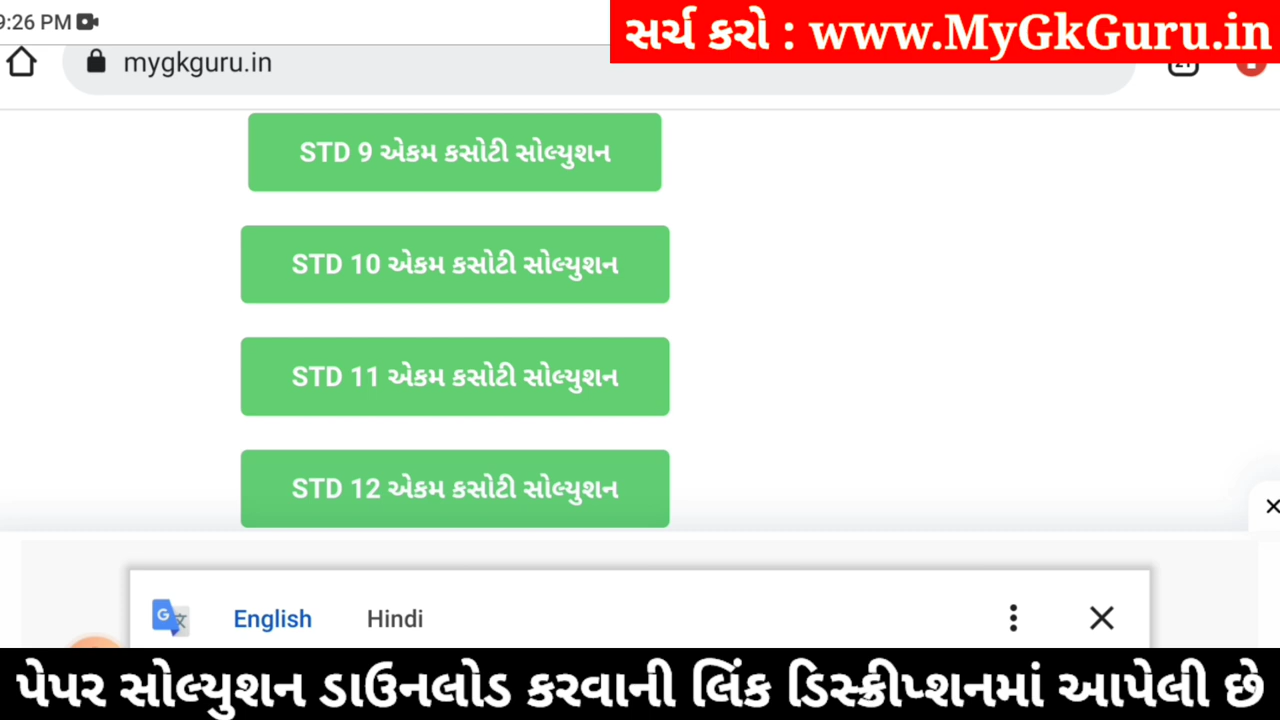 9:26 PM
સર્ચ કરો : www.MyGkGuru.in
mygkguru.in
STD 9 એકમ કસોટી સોલ્યુશન
STD 10 એકમ કસોટી સોલ્યુશન
STD 11 એકમ કસોટી સોલ્યુશન
STD 12 એકમ કસોટી સોલ્યુશન
English Hindi
પેપર સોલ્યુશન ડાઉનલોડ કરવાની લિંક ડિસ્ક્રીપ્શનમાં આપેલી છે